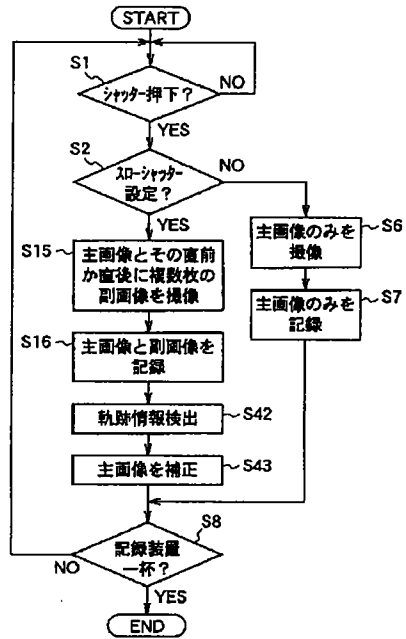 START
S1
シャッター押下？
NO
YES
S2
スローシャッター
設定？
NO
YES
S15
主画像とその直前
か直後に複数枚の
副画像を撮像
S6
主画像のみを
撮像
S16
主画像と副画像を
記録
S7
主画像のみを
記録
軌跡情報検出
S42
主画像を補正
S43
S8
記録装置
一杯？
NO
YES
END